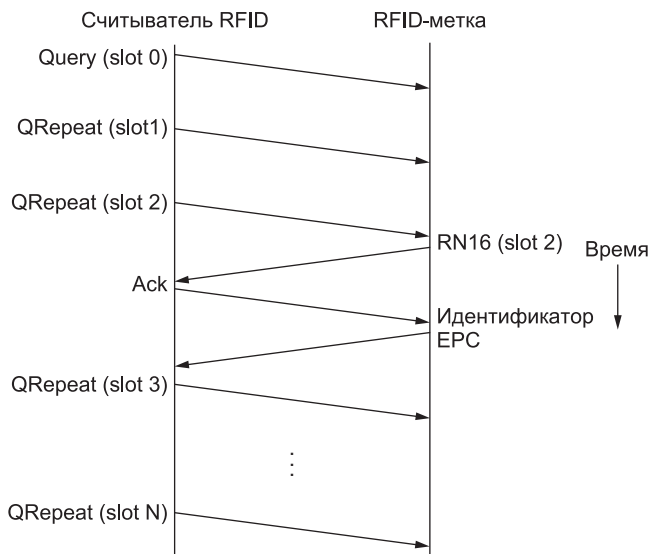 Считыватель RFID
RFID-метка
Query (slot 0)
QRepeat (slot1)
QRepeat (slot 2)
RN16 (slot 2)
Время
Ack
Идентификатор
EPC
QRepeat (slot 3)
QRepeat (slot N)